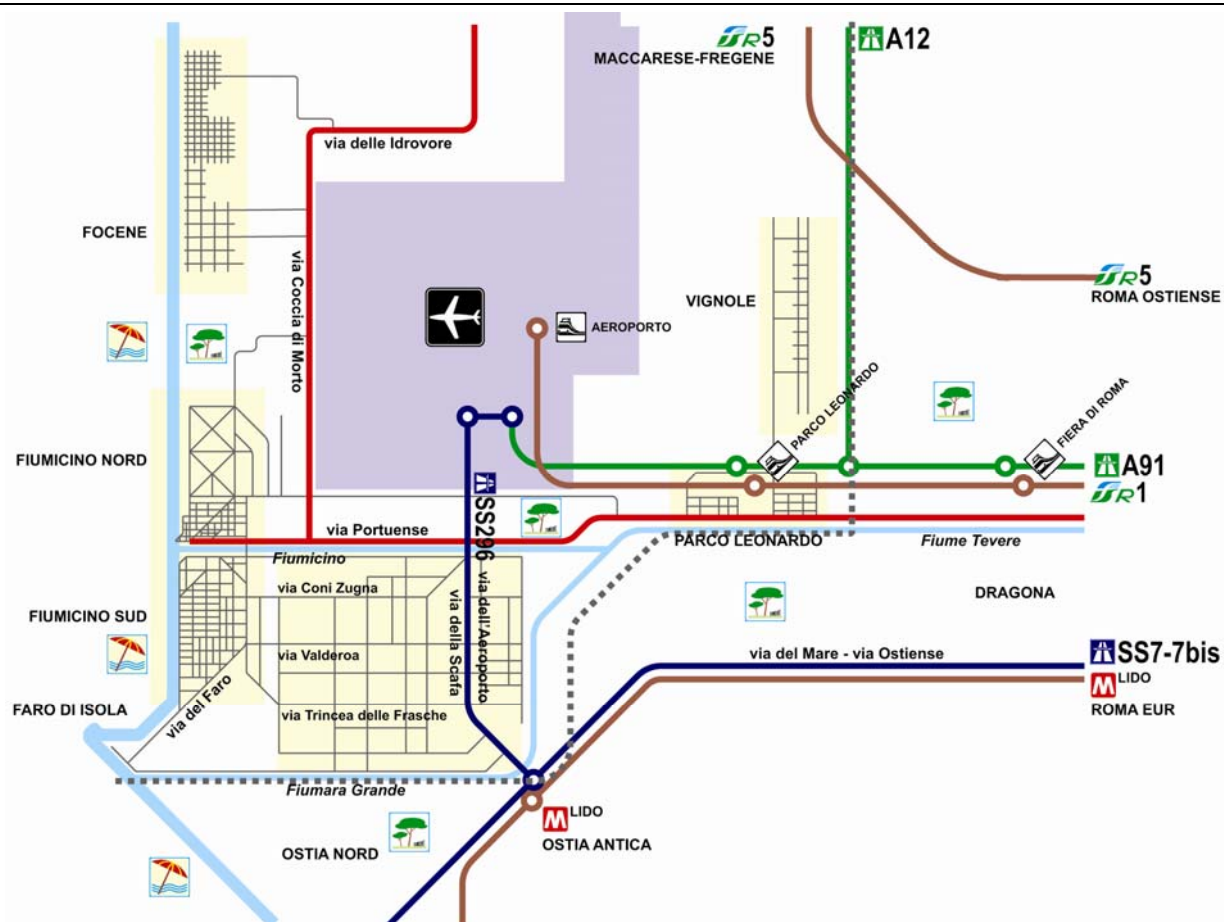 R5
MACCARESE-FREGENE
A12
via delle Idrovore
FOCENE
via Coccia di Morto
VIGNOLE
R5
ROMA OSTIENSE
AEROPORTO
PARCO LEONARDO
FIERA DI ROMA
FIUMICINO NORD
A91
R1
SS296
via Portuense
Fiumicino
PARCO LEONARDO
Fiume Tevere
via Coni Zugna
DRAGONA
FIUMICINO SUD
via dell'Aeroporto
via della Scafa
via Valderoa
via del Mare - via Ostiense
SS7-7bis
M LIDO
ROMA EUR
FARO DI ISOLA
via del Faro
via Trincea delle Frasche
Fiumara Grande
M LIDO
OSTIA ANTICA
OSTIA NORD